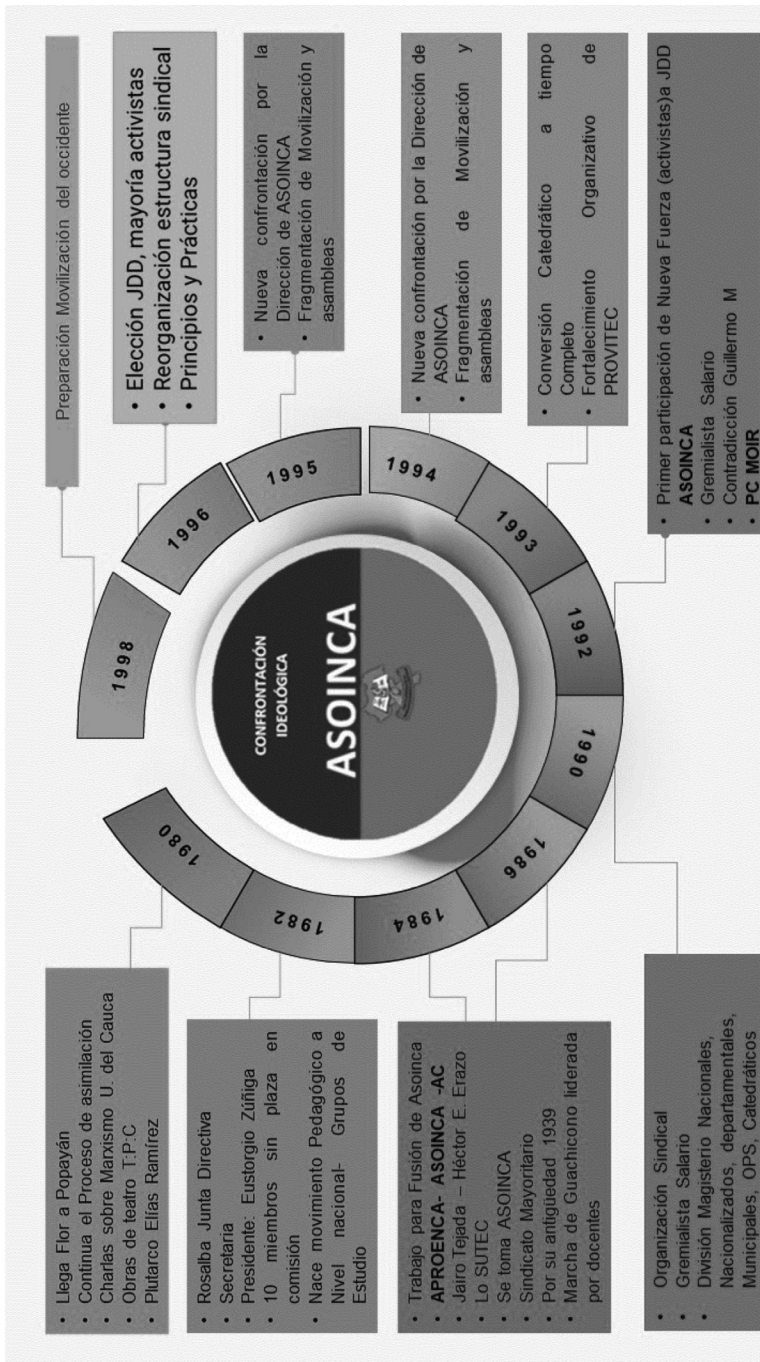 Llega Flor a Popayán
Continua el Proceso de asimilación
Charlas sobre Marxismo U. del Cauca
Obras de teatro T:P:C
Plutarco Elías Ramírez
1980
Rosalba Junta Directiva
Secretaria
Presidente: Eustorgio Zúñiga
10 miembros sin plaza en
comisión
Nace movimiento Pedagógico a
Nivel nacional- Grupos de
Estudio
1982
Trabajo para Fusión de Asoinca
APROENCA- ASOINCA -AC
Jairo Tejada – Héctor E. Erazo
Lo SUTEC
Se toma ASOINCA
Sindicato Mayoritario
Por su antigüedad 1939
Marcha de Guachicono liderada
por docentes
1984
1986
Organización Sindical
Gremialista Salario
División Magisterio Nacionales,
Nacionalizados, departamentales,
Municipales, OPS, Catedráticos
1990
CONFRONTACIÓN
IDEOLÓGICA
ASOINCA
Primer participación de Nueva Fuerza (activistas)a JDD
ASOINCA
Gremialista Salario
Contradicción Guillermo M
PC MOIR
1992
Conversión Catedrático a tiempo
Completo
Fortalecimiento Organizativo de
PROVITEC
1993
Nueva confrontación por la Dirección de
ASOINCA
Fragmentación de Movilización y
asambleas
1994
Nueva confrontación por la
Dirección de ASOINCA
Fragmentación de Movilización y
asambleas
1995
Elección JDD, mayoría activistas
Reorganización estructura sindical
Principios y Prácticas
1996
Preparación Movilización del occidente
1998